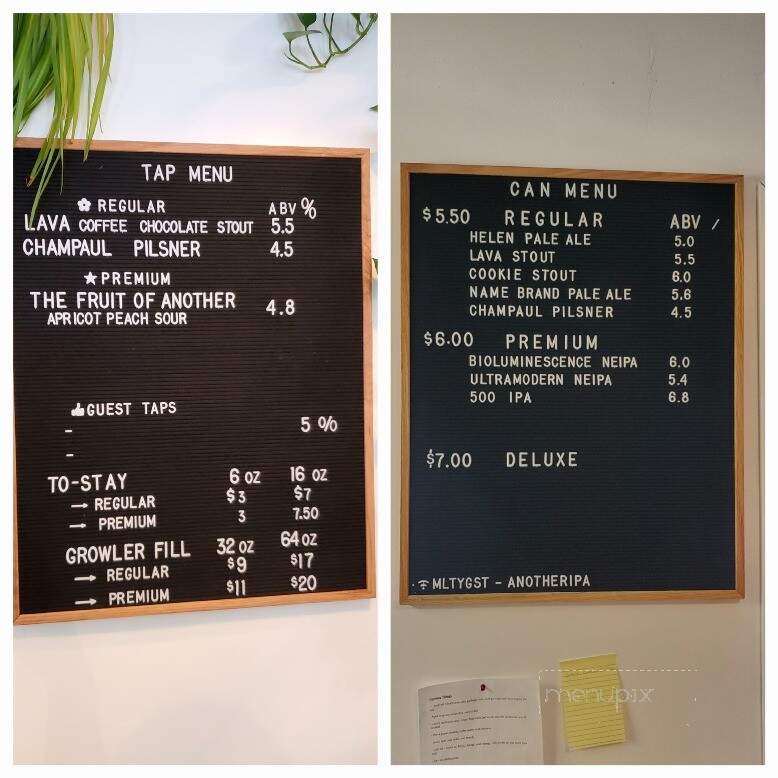 TAP MENU
REGULAR ABV %
LAVA COFFEE CHOCOLATE STOUT 5.5
CHAMPAUL PILSNER 4.5
PREMIUM
THE FRUIT OF ANOTHER 4.8
APRICOT PEACH SOUR
GUEST TAPS
- 5 %
-
TO-STAY 6 OZ 16 OZ
→ REGULAR $3 $7
→ PREMIUM 3 7.50
GROWLER FILL 32 OZ 64 OZ
→ REGULAR $9 $17
→ PREMIUM $11 $20
CAN MENU
$5.50 REGULAR ABV /
HELEN PALE ALE 5.0
LAVA STOUT 5.5
COOKIE STOUT 6.0
NAME BRAND PALE ALE 5.6
CHAMPAUL PILSNER 4.5
$6.00 PREMIUM
BIOLUMINESCENCE NEIPA 6.0
ULTRAMODERN NEIPA 5.4
500 IPA 6.8
$7.00 DELUXE
MLTYGST - ANOTHERIPA
menupix